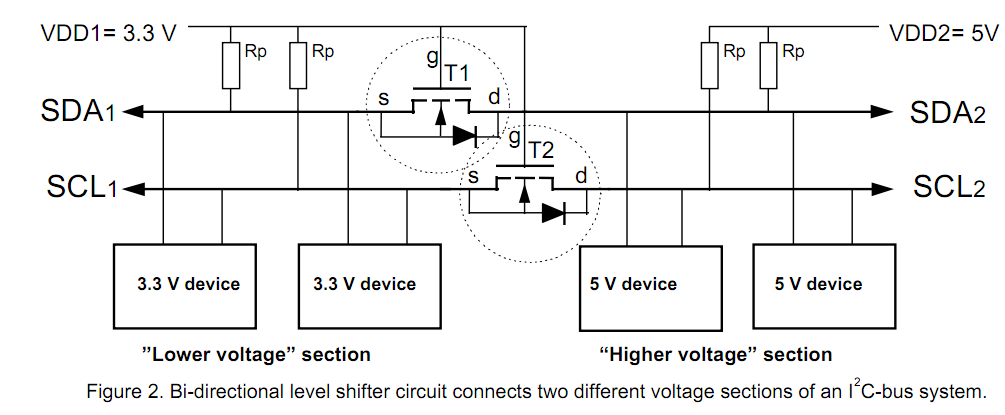 VDD1= 3.3 V
VDD2= 5V
Rp
Rp
Rp
Rp
g
T1
s
d
SDA1
SDA2
g
T2
s
d
SCL1
SCL2
3.3 V device
3.3 V device
5 V device
5 V device
”Lower voltage” section
“Higher voltage” section
Figure 2. Bi-directional level shifter circuit connects two different voltage sections of an I2C-bus system.